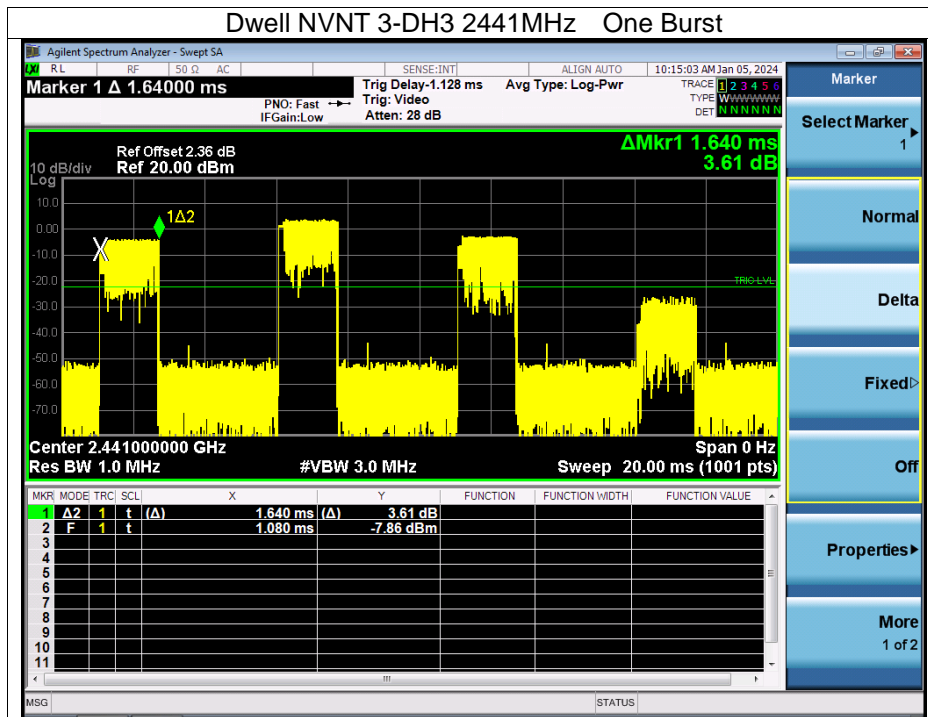 Dwell NVNT 3-DH3 2441MHz One Burst
Agilent Spectrum Analyzer - Swept SA
LXI RL RF 50 Ω AC SENSE:INT ALIGN AUTO 10:15:03 AM Jan 05, 2024
Marker 1 Δ 1.64000 ms
PNO: Fast
IFGain:Low
Trig Delay-1.128 ms
Trig: Video
Atten: 28 dB
Avg Type: Log-Pwr
TRACE 1 2 3 4 5 6
TYPE WWWWWW
DET N N N N N N
ΔMkr1 1.640 ms
3.61 dB
Ref Offset 2.36 dB
10 dB/div Ref 20.00 dBm
Log
10.0
0.00
-10.0
-20.0
-30.0
-40.0
-50.0
-60.0
-70.0
1Δ2
X
TRIG LVL
Center 2.441000000 GHz Span 0 Hz
Res BW 1.0 MHz #VBW 3.0 MHz Sweep 20.00 ms (1001 pts)
MKR MODE TRC SCL X Y FUNCTION FUNCTION WIDTH FUNCTION VALUE
1 Δ2 1 t (Δ) 1.640 ms (Δ) 3.61 dB
2 F 1 t 1.080 ms -7.86 dBm
3
4
5
6
7
8
9
10
11
MSG STATUS
Marker
Select Marker
1
Normal
Delta
Fixed
Off
Properties
More
1 of 2